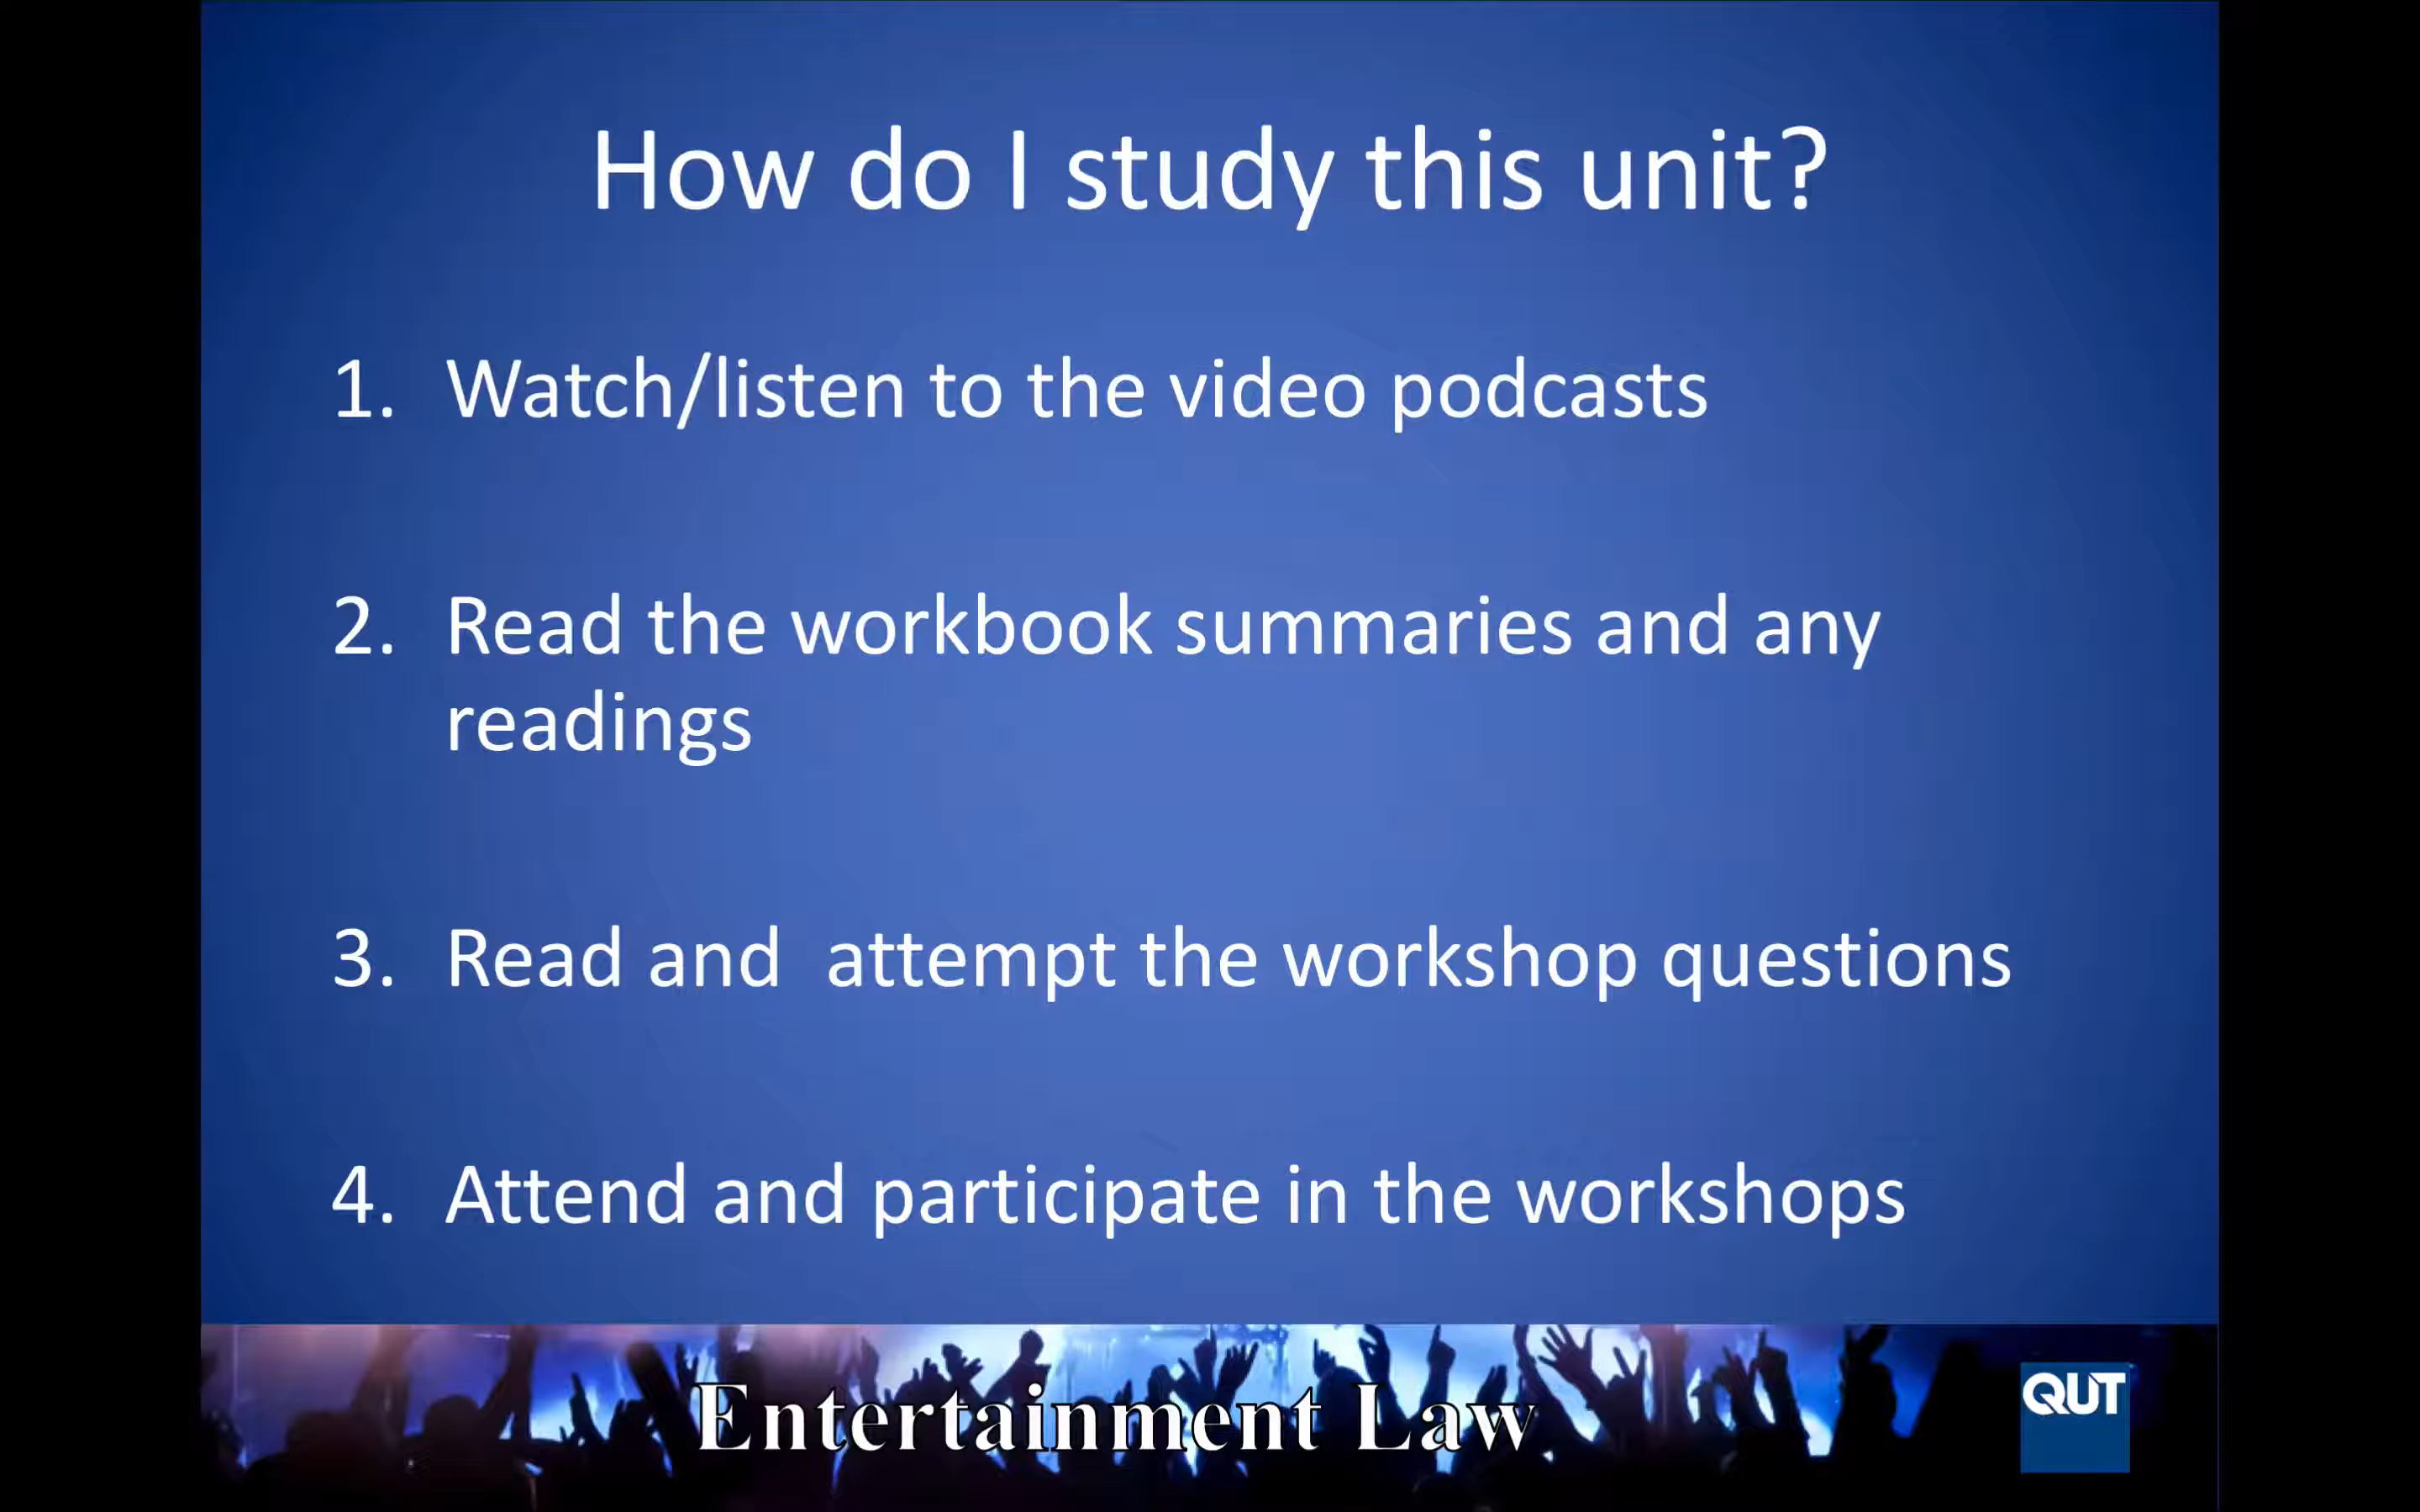 How do I study this unit?
1. Watch/listen to the video podcasts
2. Read the workbook summaries and any
readings
3. Read and  attempt the workshop questions
4. Attend and participate in the workshops
Entertainment Law
QUT